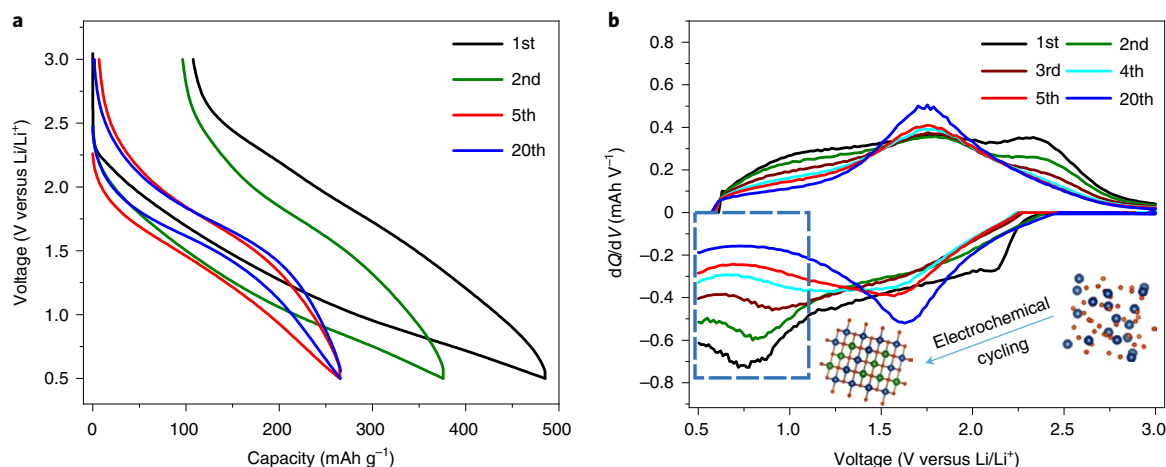 a
1st
2nd
5th
20th
3.0
2.5
2.0
1.5
1.0
0.5
Voltage (V versus Li/Li⁺)
0
100
200
300
400
500
Capacity (mAh g⁻¹)
b
1st
2nd
3rd
4th
5th
20th
0.8
0.6
0.4
0.2
0
−0.2
−0.4
−0.6
−0.8
dQ/dV (mAh V⁻¹)
Electrochemical
cycling
0.5
1.0
1.5
2.0
2.5
3.0
Voltage (V versus Li/Li⁺)